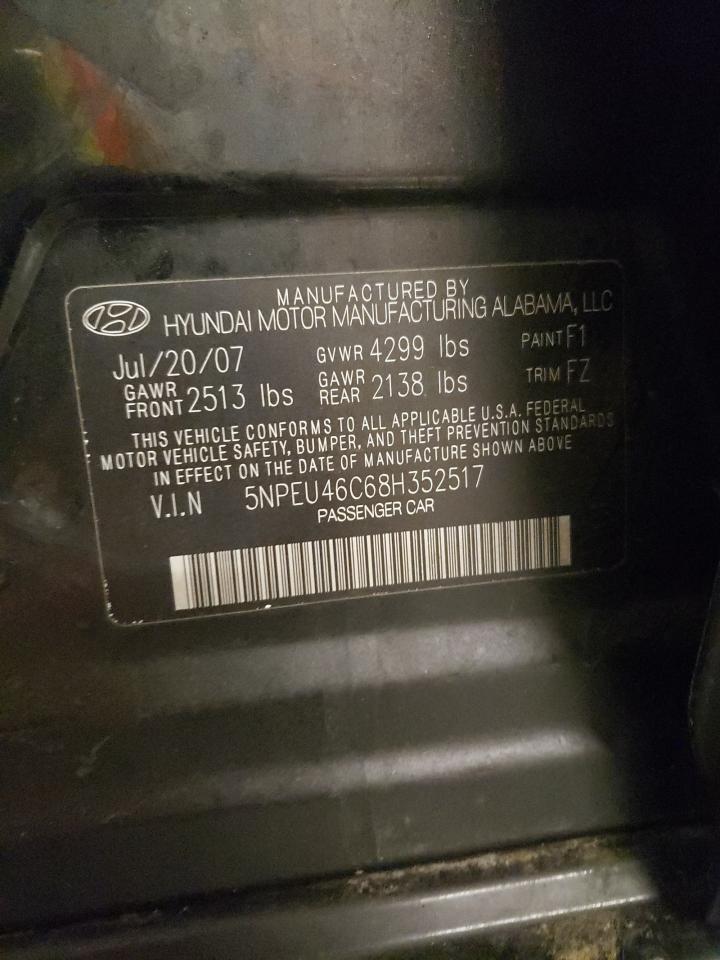 MANUFACTURED BY
HYUNDAI MOTOR MANUFACTURING ALABAMA, LLC
Jul/20/07 GVWR 4299 lbs PAINT F1
GAWR FRONT 2513 lbs GAWR REAR 2138 lbs TRIM FZ
THIS VEHICLE CONFORMS TO ALL APPLICABLE U.S.A. FEDERAL
MOTOR VEHICLE SAFETY, BUMPER, AND THEFT PREVENTION STANDARDS
IN EFFECT ON THE DATE OF MANUFACTURE SHOWN ABOVE
V.I.N 5NPEU46C68H352517
PASSENGER CAR